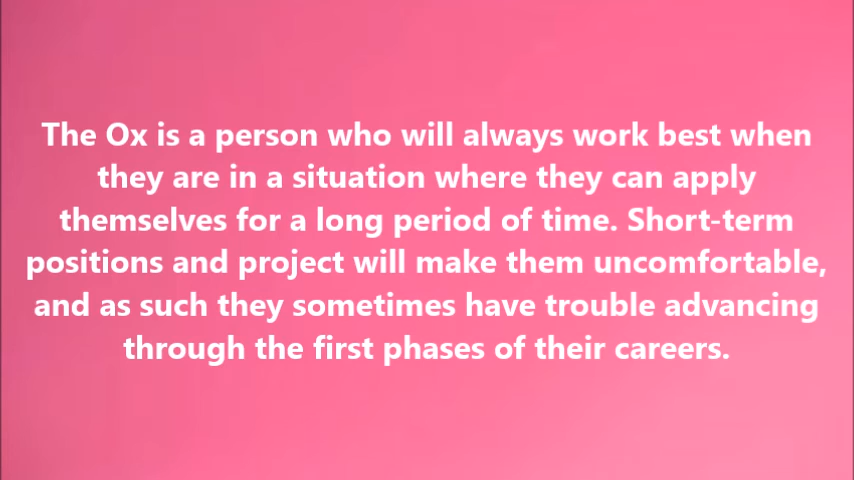 The Ox is a person who will always work best when
they are in a situation where they can apply
themselves for a long period of time. Short-term
positions and project will make them uncomfortable,
and as such they sometimes have trouble advancing
through the first phases of their careers.